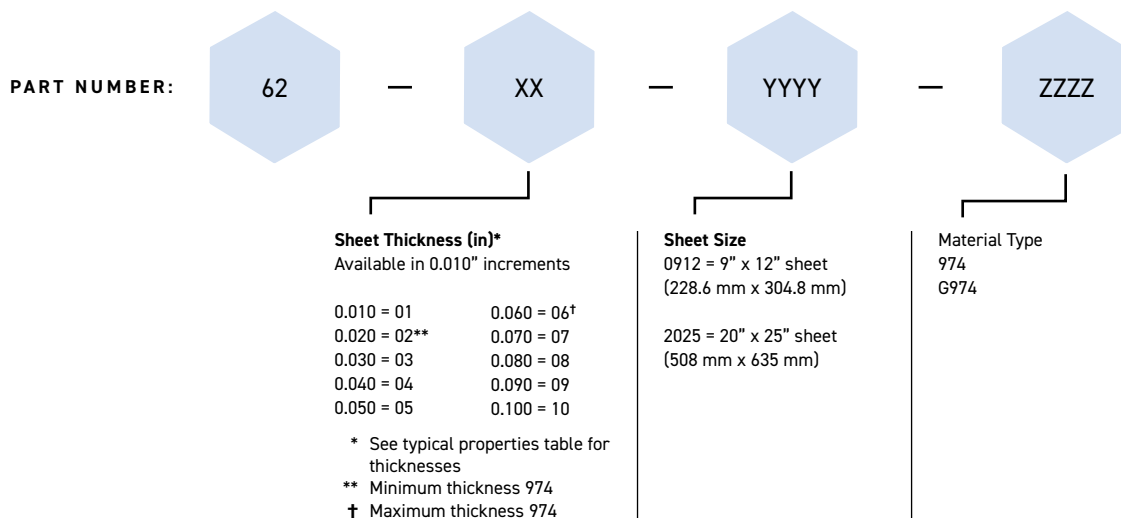 PART NUMBER:
62 — XX — YYYY — ZZZZ
Sheet Thickness (in)*
Available in 0.010” increments
0.010 = 01
0.020 = 02**
0.030 = 03
0.040 = 04
0.050 = 05
0.060 = 06†
0.070 = 07
0.080 = 08
0.090 = 09
0.100 = 10
* See typical properties table for
thicknesses
** Minimum thickness 974
† Maximum thickness 974
Sheet Size
0912 = 9” x 12” sheet
(228.6 mm x 304.8 mm)
2025 = 20” x 25” sheet
(508 mm x 635 mm)
Material Type
974
G974